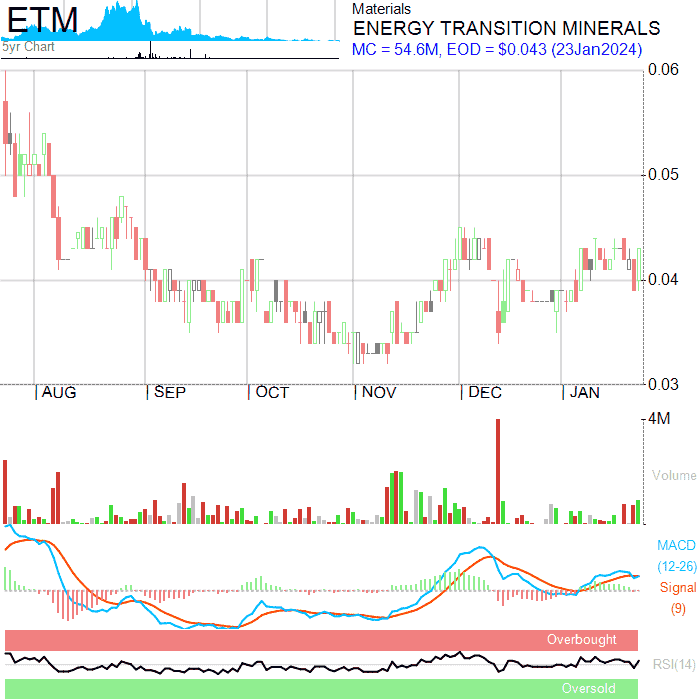 ETM
5yr Chart
Materials
ENERGY TRANSITION MINERALS
MC = 54.6M, EOD = $0.043 (23Jan2024)
0.06
0.05
0.04
0.03
AUG SEP OCT NOV DEC JAN
4M
Volume
MACD
(12-26)
Signal
(9)
Overbought
RSI(14)
Oversold